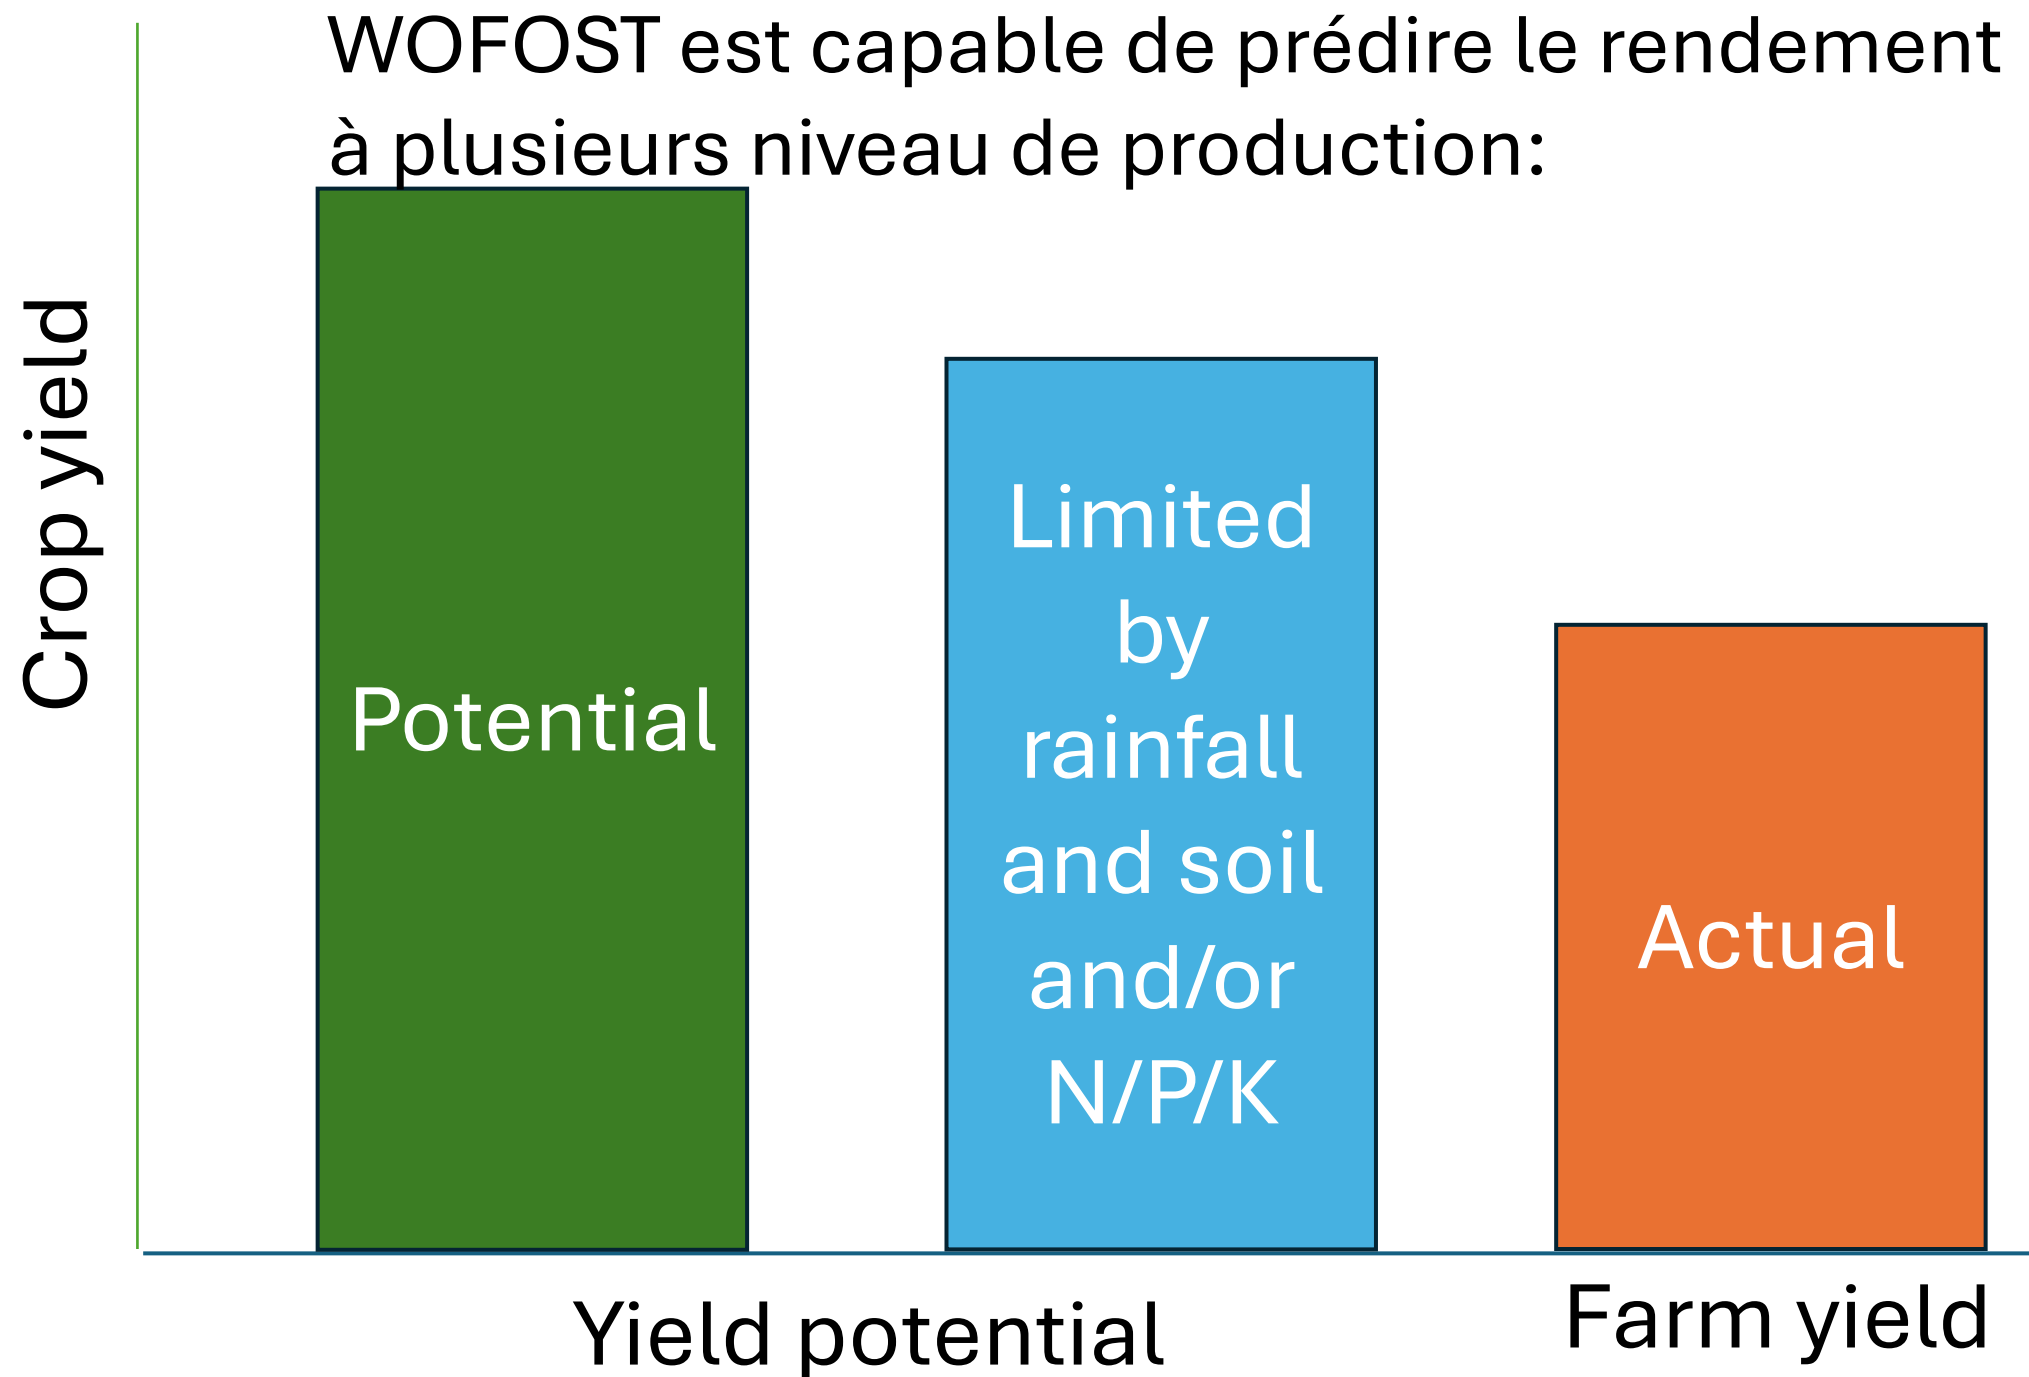 WOFOST est capable de prédire le rendement
à plusieurs niveau de production:
Crop yield
Potential
Limited
by
rainfall
and soil
and/or
N/P/K
Actual
Yield potential
Farm yield